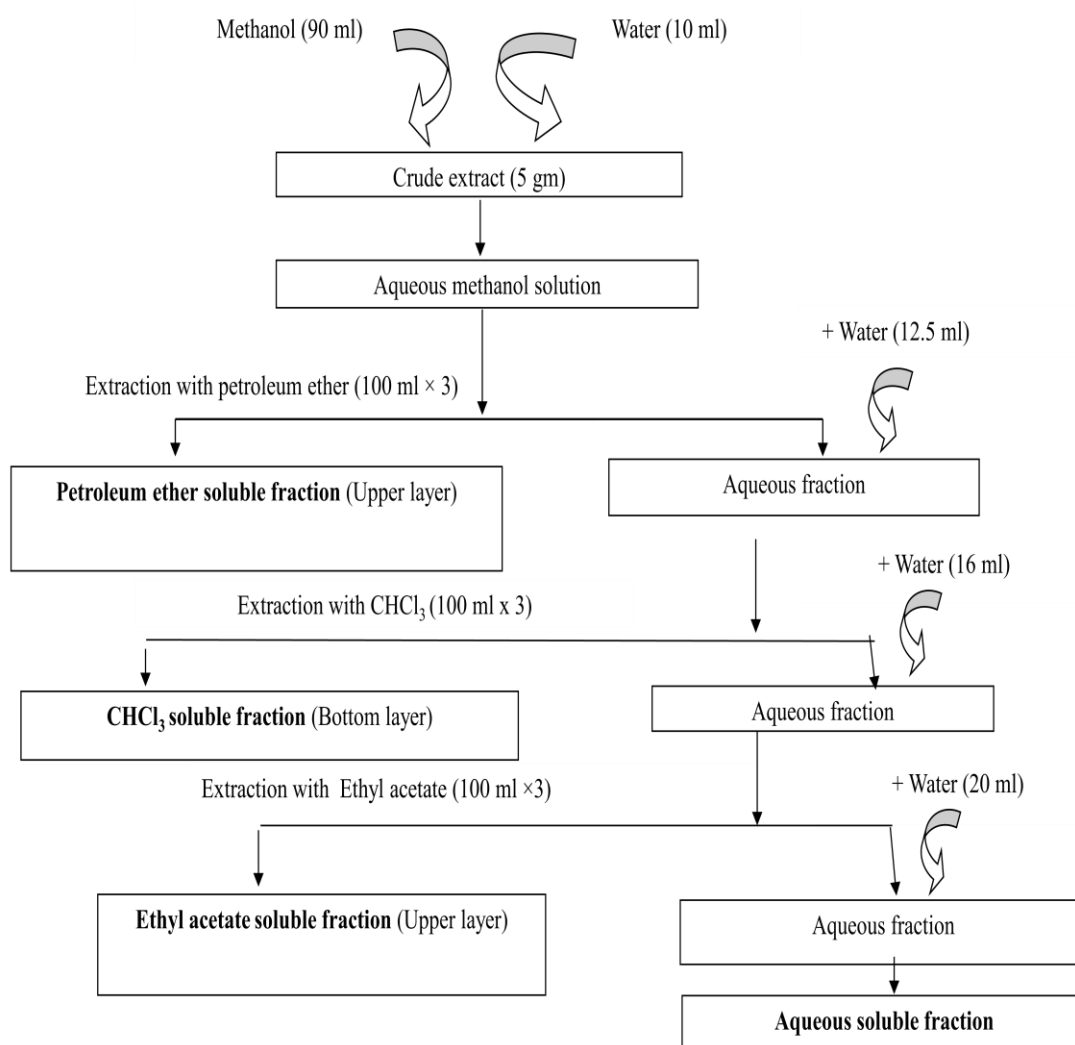 Methanol (90 ml)
Water (10 ml)
Crude extract (5 gm)
Aqueous methanol solution
+ Water (12.5 ml)
Extraction with petroleum ether (100 ml × 3)
Petroleum ether soluble fraction (Upper layer)
Aqueous fraction
+ Water (16 ml)
Extraction with CHCl₃ (100 ml x 3)
CHCl₃ soluble fraction (Bottom layer)
Aqueous fraction
Extraction with Ethyl acetate (100 ml ×3)
+ Water (20 ml)
Ethyl acetate soluble fraction (Upper layer)
Aqueous fraction
Aqueous soluble fraction